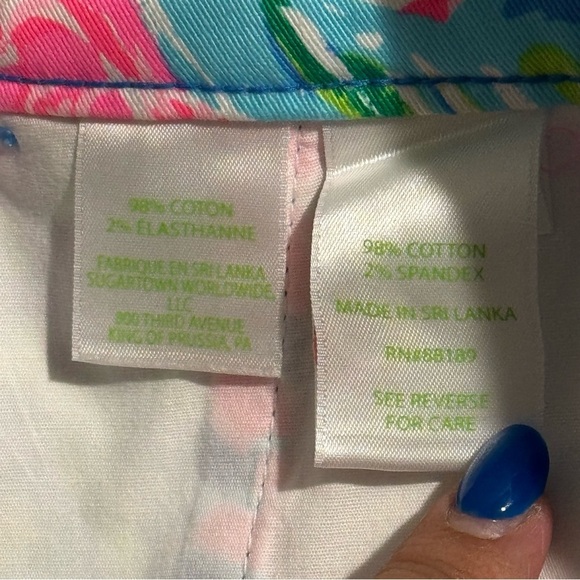 98% COTON
2% ELASTHANNE
FABRIQUE EN SRI LANKA
SUGARTOWN WORLDWIDE,
LLC
800 THIRD AVENUE
KING OF PRUSSIA, PA
98% COTTON
2% SPANDEX
MADE IN SRI LANKA
RN#88189
SEE REVERSE
FOR CARE